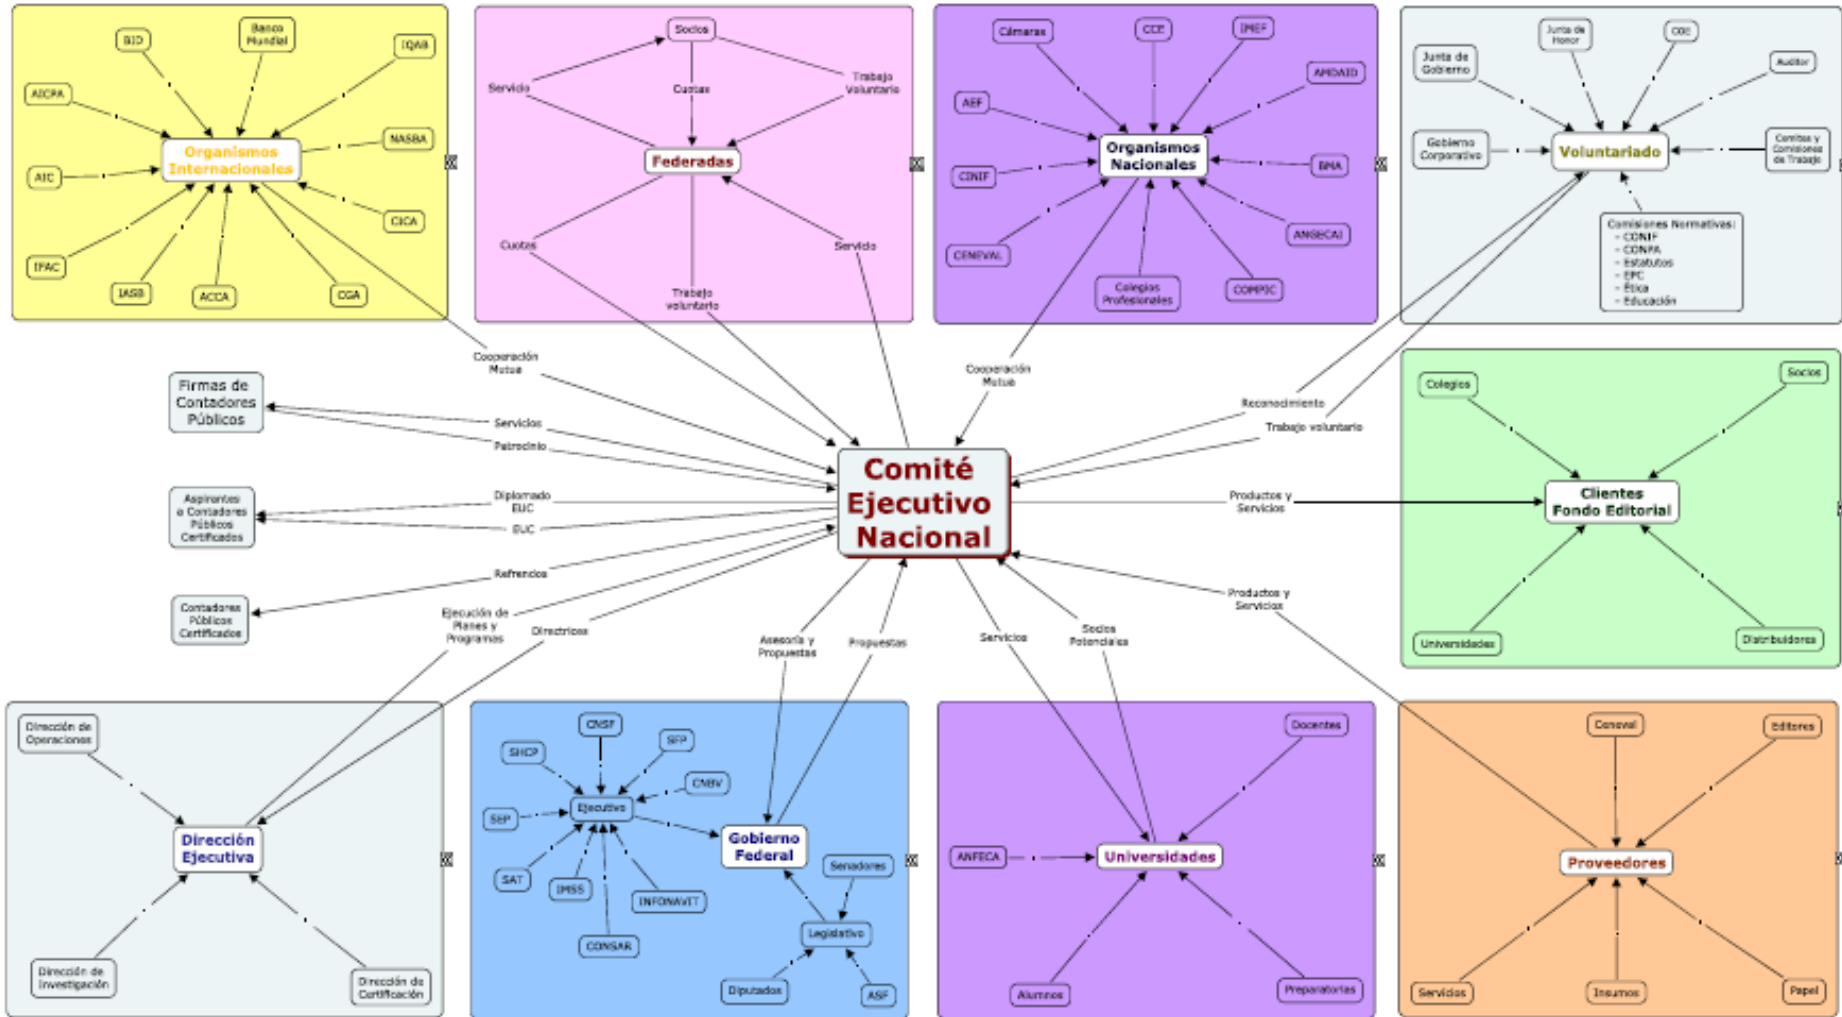 BID
Banco
Mundial
IQAB
AICPA
NASBA
Organismos
Internacionales
AIC
CICA
IFAC
IASB
ACCA
CGA
Socios
Servicio
Cuotas
Trabajo
Voluntario
Federadas
Cuotas
Servicio
Trabajo
voluntario
Cámaras
CCE
IMEF
AMDAID
AEF
Organismos
Nacionales
CINIF
BMA
CENEVAL
ANGECAI
Colegios
Profesionales
COMPIC
Junta de
Honor
Junta de
Gobierno
Auditor
Gobierno
Corporativo
Voluntariado
Comites y
Comisiones
de Trabajo
Comisiones Normativas:
- CONIF
- CONPA
- Estatutos
- EPC
- Ética
- Educación
Cooperación
Mutua
Cooperación
Mutua
Reconocimiento
Trabajo voluntario
Firmas de
Contadores
Públicos
Servicios
Patrocinio
Comité
Ejecutivo
Nacional
Colegios
Socios
Clientes
Fondo Editorial
Universidades
Distribuidores
Aspirantes
a Contadores
Públicos
Certificados
Diplomado
EUC
EUC
Productos y
Servicios
Refrendos
Contadores
Públicos
Certificados
Ejecución de
Planes y
Programas
Directrices
Asesoría y
Propuestas
Propuestas
Servicios
Socios
Potenciales
Productos y
Servicios
Dirección de
Operaciones
Dirección
Ejecutiva
Dirección de
Investigación
Dirección de
Certificación
CNSF
SHCP
SFP
CNBV
Ejecutivo
SEP
SAT
IMSS
INFONAVIT
CONSAR
Gobierno
Federal
Senadores
Legislativo
Diputados
ASF
Docentes
ANFECA
Universidades
Alumnos
Preparatorias
Ceneval
Editores
Proveedores
Servicios
Insumos
Papel